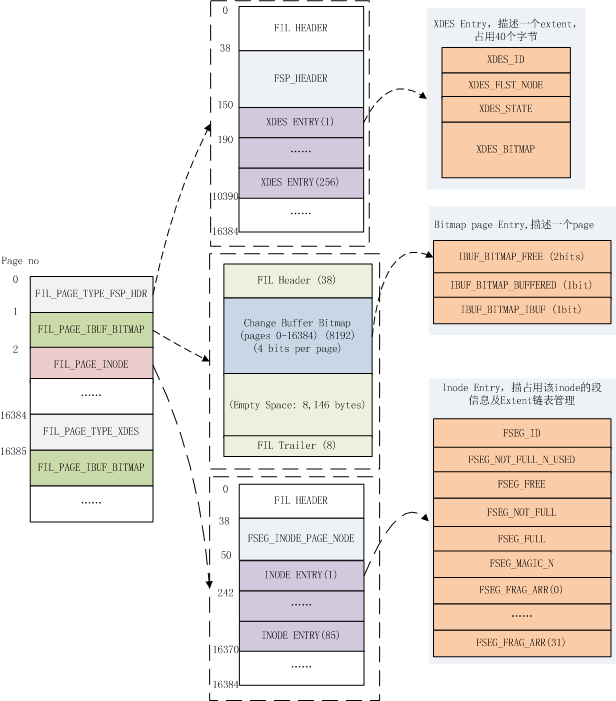 Page no
0
FIL_PAGE_TYPE_FSP_HDR
1
FIL_PAGE_IBUF_BITMAP
2
FIL_PAGE_INODE
……
16384
FIL_PAGE_TYPE_XDES
16385
FIL_PAGE_IBUF_BITMAP
……
0
FIL HEADER
38
FSP_HEADER
150
XDES ENTRY(1)
190
……
XDES ENTRY(256)
10390
……
16384
XDES Entry，描述一个extent，
占用40个字节
XDES_ID
XDES_FLST_NODE
XDES_STATE
XDES_BITMAP
FIL Header (38)
Change Buffer Bitmap
(pages 0-16384) (8192)
(4 bits per page)
(Empty Space: 8,146 bytes)
FIL Trailer (8)
Bitmap page Entry,描述一个page
IBUF_BITMAP_FREE (2bits)
IBUF_BITMAP_BUFFERED (1bit)
IBUF_BITMAP_IBUF (1bit)
0
FIL HEADER
38
FSEG_INODE_PAGE_NODE
50
INODE ENTRY(1)
242
……
INODE ENTRY(85)
16370
……
16384
Inode Entry，描占用该inode的段
信息及Extent链表管理
FSEG_ID
FSEG_NOT_FULL_N_USED
FSEG_FREE
FSEG_NOT_FULL
FSEG_FULL
FSEG_MAGIC_N
FSEG_FRAG_ARR(0)
……
FSEG_FRAG_ARR(31)